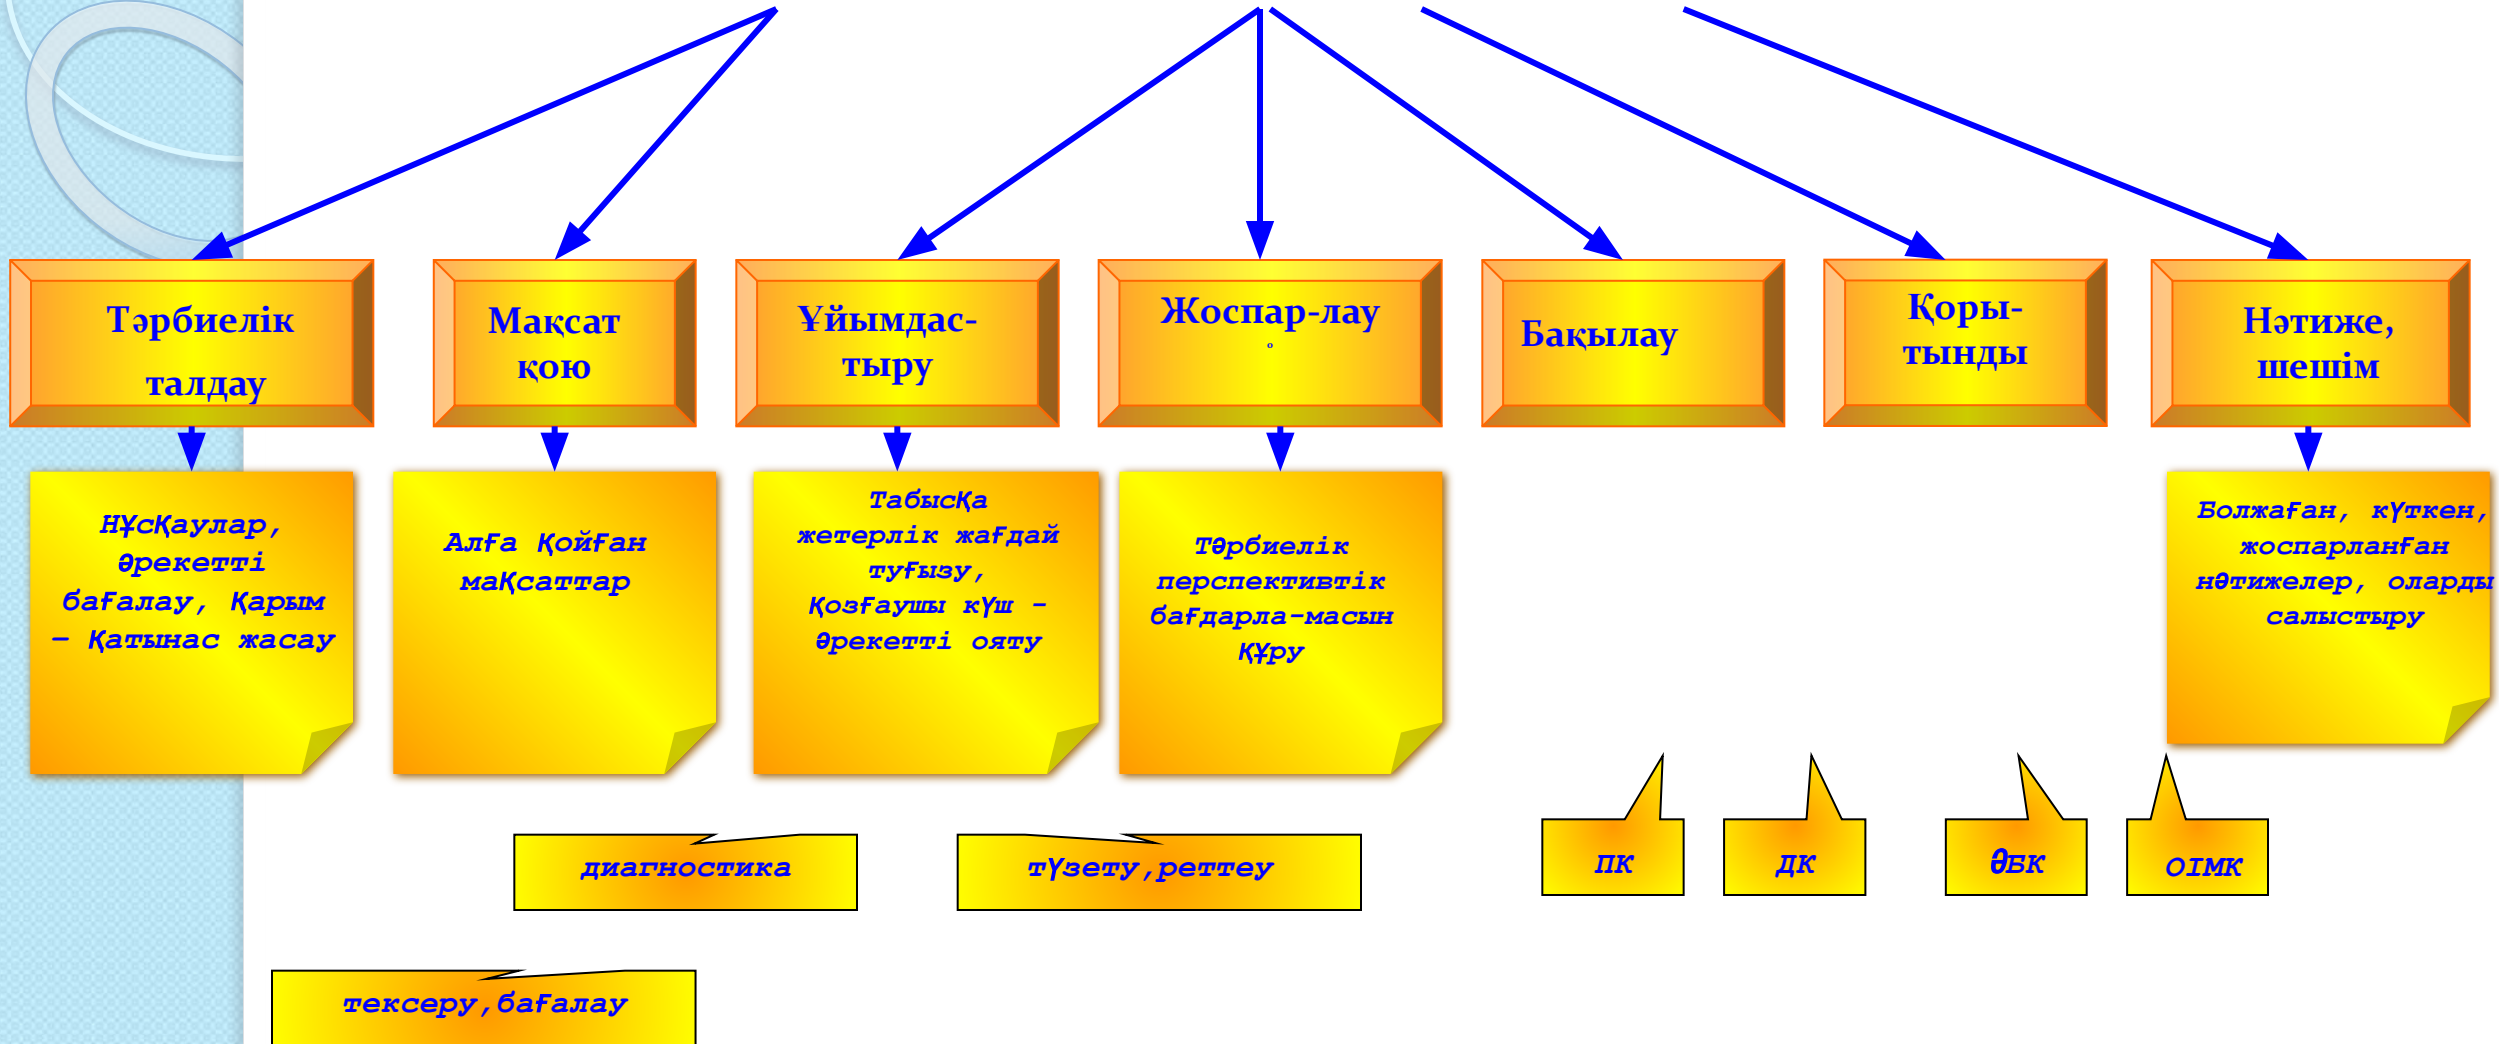 Тәрбиелік
талдау
Мақсат
қою
Ұйымдас-
тыру
Жоспар-лау
Бақылау
Қоры-
тынды
Нәтиже,
шешім
Нұсқаулар,
әрекетті
бағалау, қарым
– қатынас жасау
Алға қойған
мақсаттар
Табысқа
жетерлік жағдай
туғызу,
қозғаушы күш -
әрекетті ояту
Тәрбиелік
перспективтік
бағдарла-масын
құру
Болжаған, күткен,
жоспарланған
нәтижелер, оларды
салыстыру
диагностика
түзету,реттеу
ПК
ДК
ӘБК
ОІМК
тексеру,бағалау